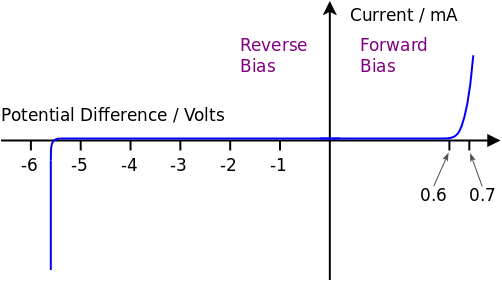 Current / mA
Reverse
Bias
Forward
Bias
Potential Difference / Volts
-6 -5 -4 -3 -2 -1
0.6 0.7